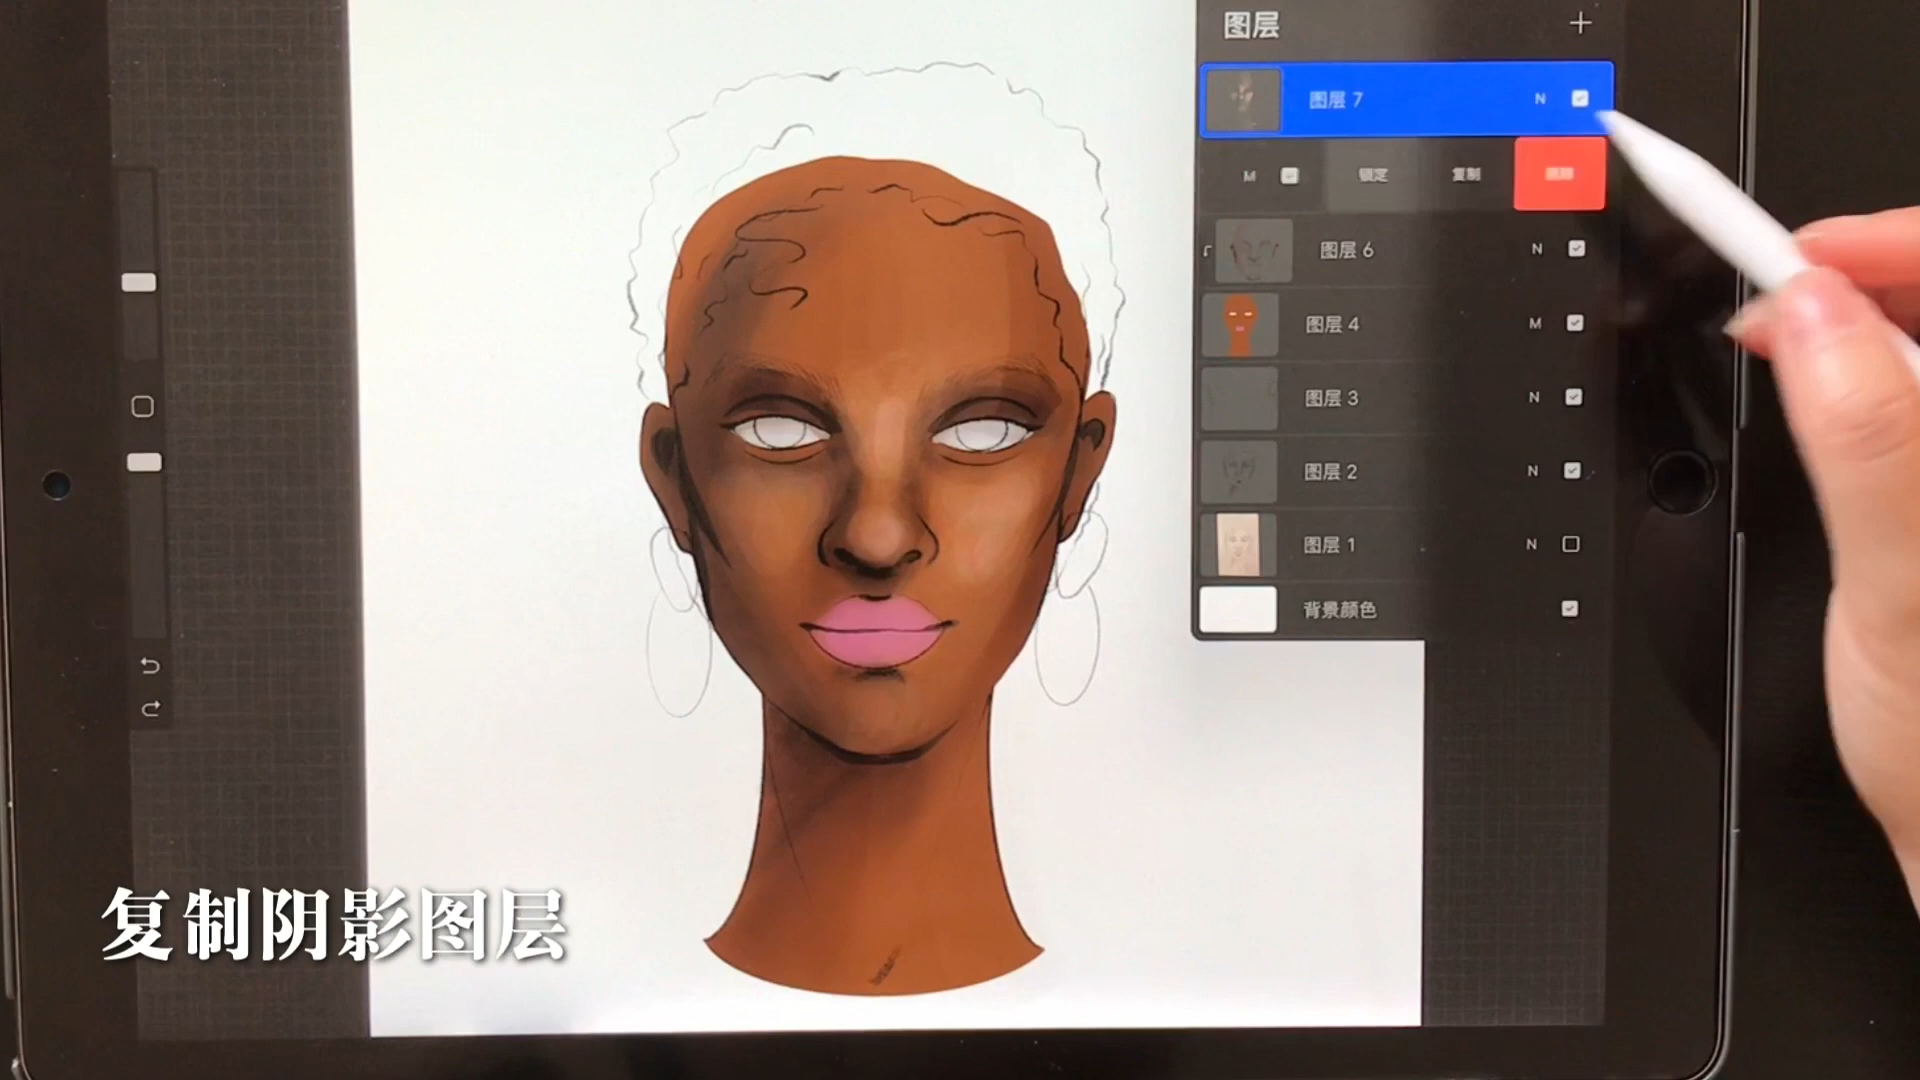 图层
图层 7 N
M 锁定 复制 删除
图层 6 N
图层 4 M
图层 3 N
图层 2 N
图层 1 N
背景颜色
复制阴影图层